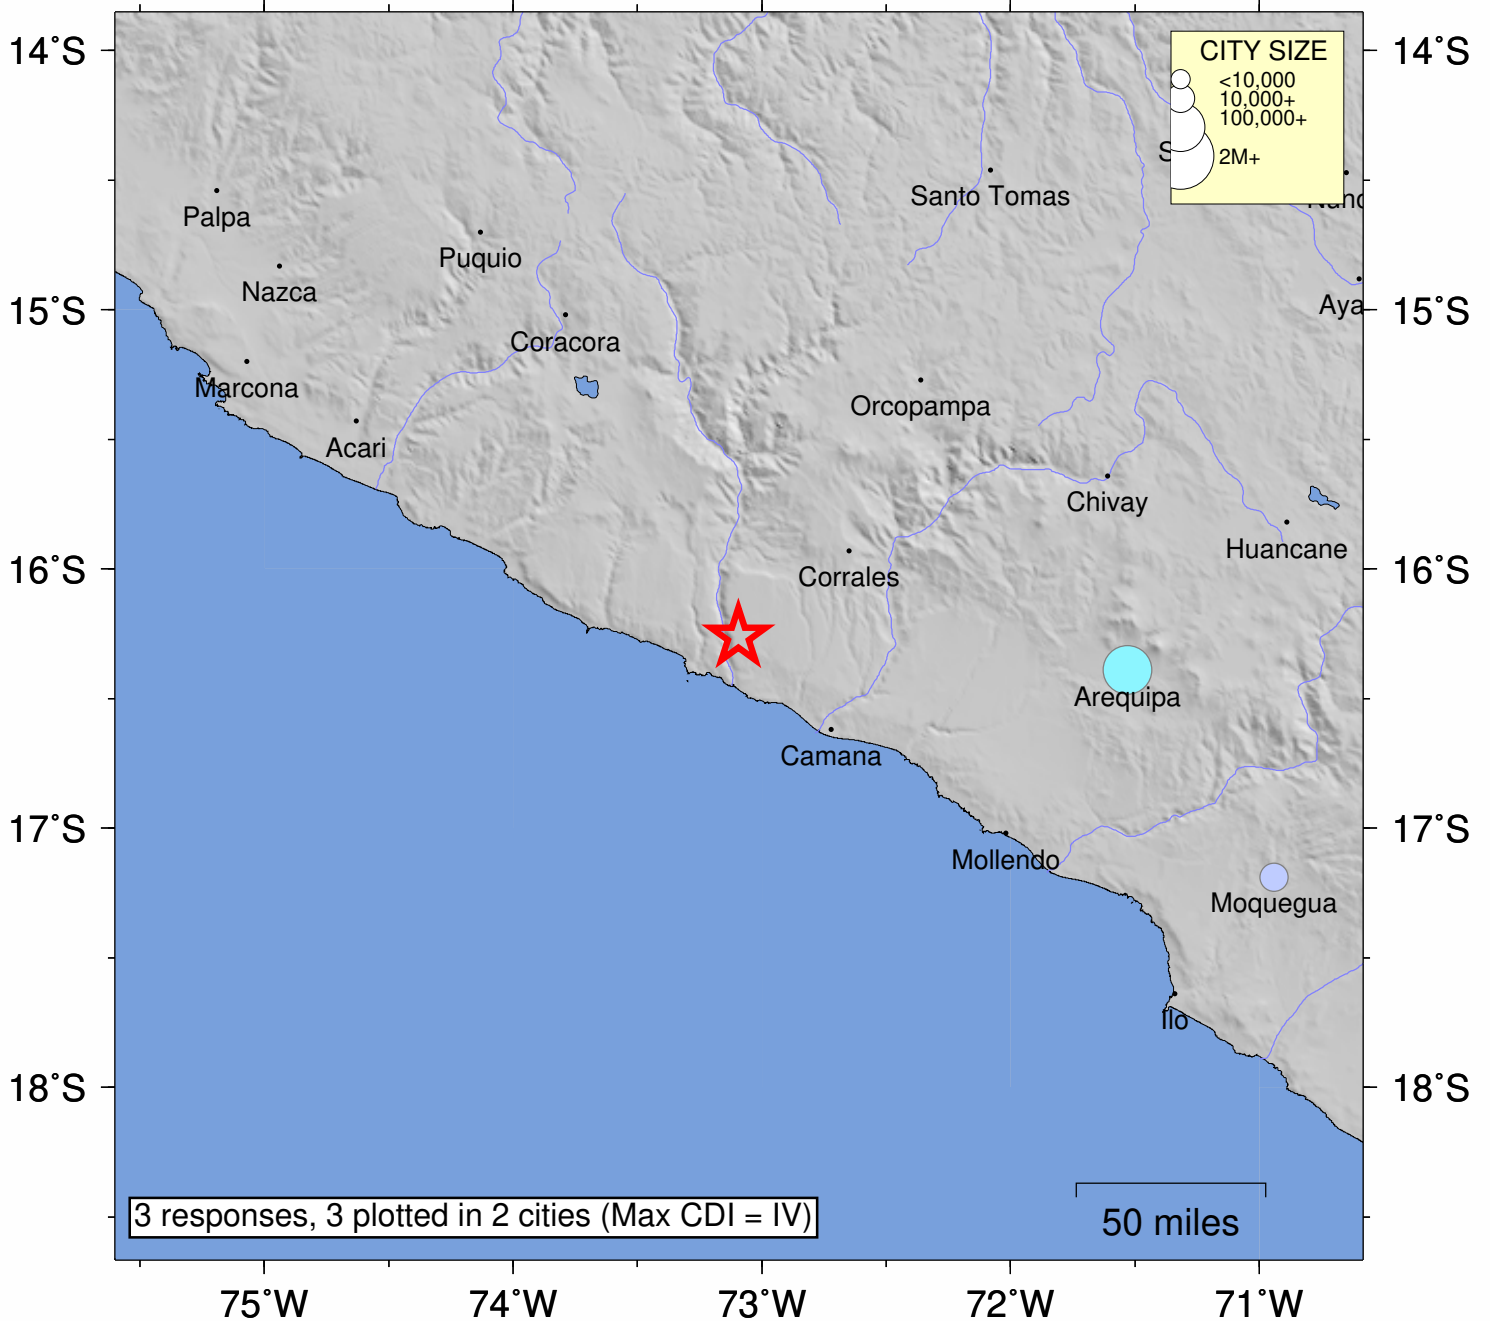 14°S
14°S
CITY SIZE
<10,000
10,000+
100,000+
2M+
S
Santo Tomas
Palpa
Puquio
Nazca
Aya
15°S
15°S
Coracora
Marcona
Orcopampa
Acari
Chivay
Huancane
16°S
16°S
Corrales
Arequipa
Camana
17°S
17°S
Mollendo
Moquegua
Ilo
18°S
18°S
3 responses, 3 plotted in 2 cities (Max CDI = IV)
50 miles
75°W
74°W
73°W
72°W
71°W